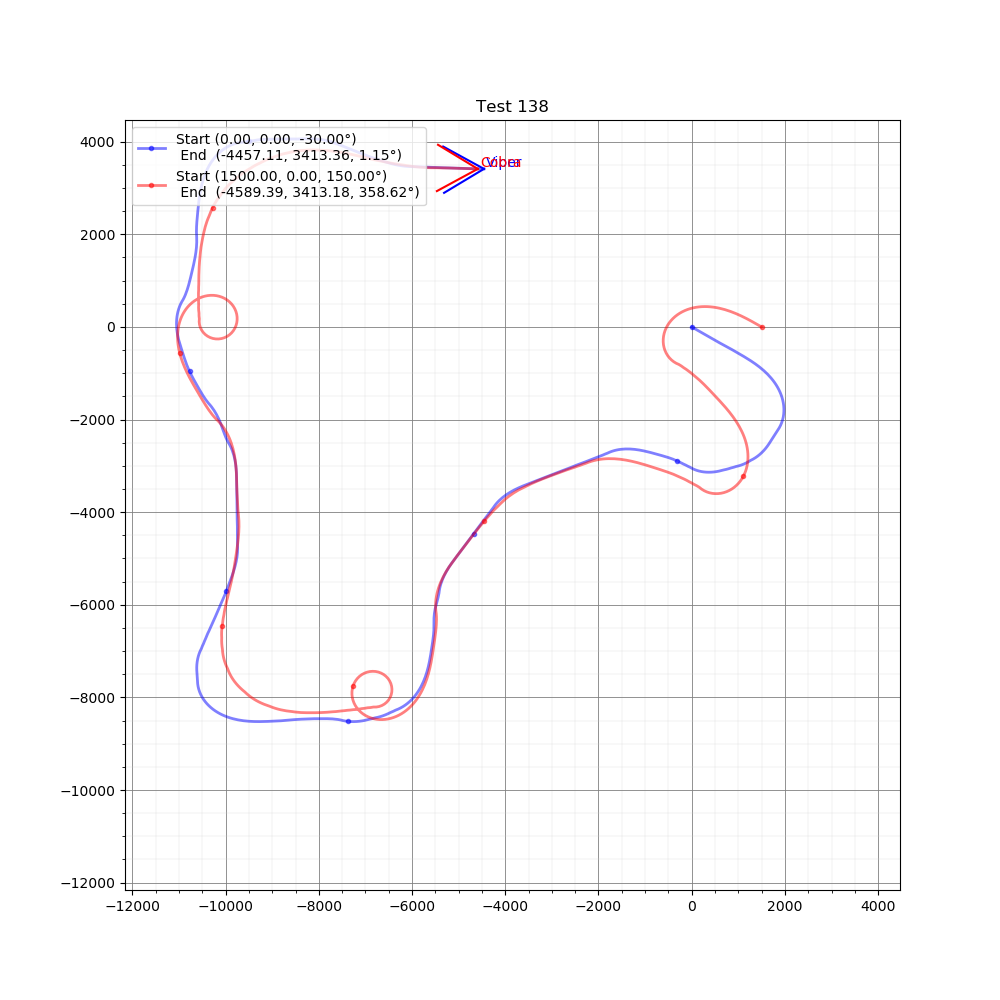 Test 138
Start (0.00, 0.00, -30.00°)
End (-4457.11, 3413.36, 1.15°)
Start (1500.00, 0.00, 150.00°)
End (-4589.39, 3413.18, 358.62°)
Viper
Cobra
4000
2000
0
−2000
−4000
−6000
−8000
−10000
−12000
−12000 −10000 −8000 −6000 −4000 −2000 0 2000 4000